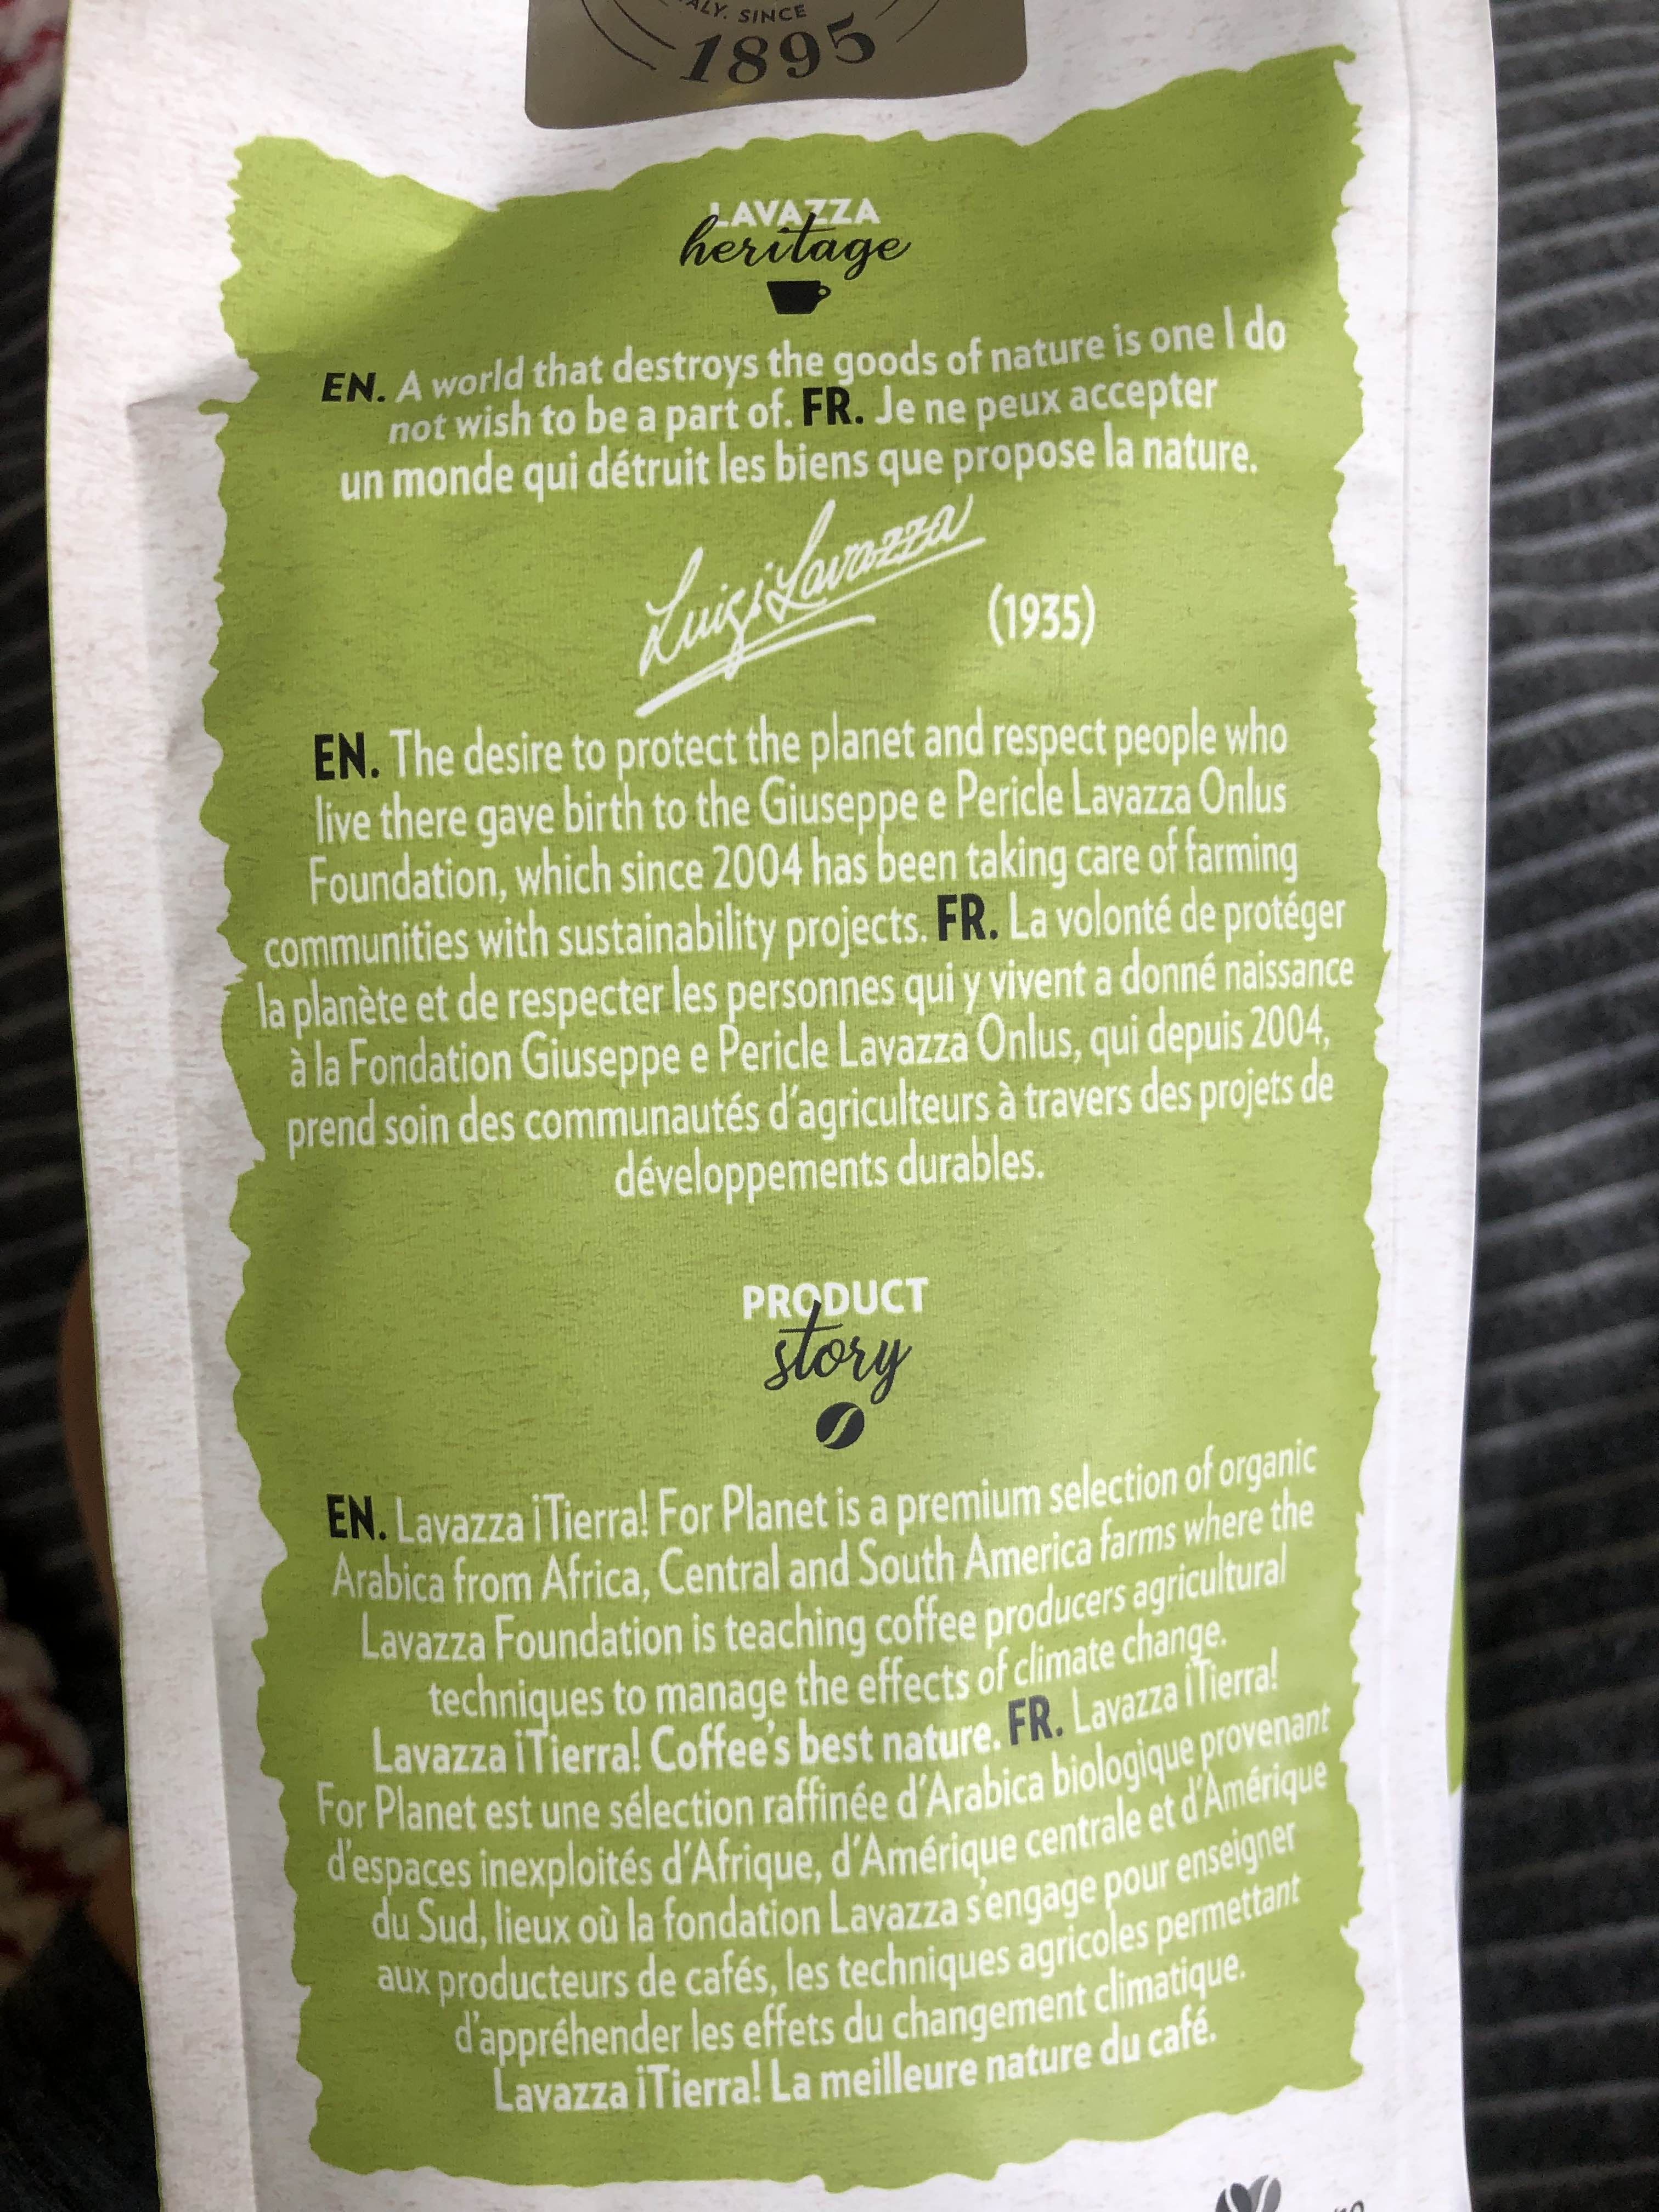 SINCE
1895
LAVAZZA
heritage
EN. A world that destroys the goods of nature is one I do
not wish to be a part of. FR. Je ne peux accepter
un monde qui détruit les biens que propose la nature.
Luigi Lavazza
(1935)
EN. The desire to protect the planet and respect people who
live there gave birth to the Giuseppe e Pericle Lavazza Onlus
Foundation, which since 2004 has been taking care of farming
communities with sustainability projects. FR. La volonté de protéger
la planète et de respecter les personnes qui y vivent a donné naissance
à la Fondation Giuseppe e Pericle Lavazza Onlus, qui depuis 2004,
prend soin des communautés d'agriculteurs à travers des projets de
développements durables.
PRODUCT
story
EN. Lavazza ¡Tierra! For Planet is a premium selection of organic
Arabica from Africa, Central and South America farms where the
Lavazza Foundation is teaching coffee producers agricultural
techniques to manage the effects of climate change.
Lavazza ¡Tierra! Coffee's best nature. FR. Lavazza ¡Tierra!
For Planet est une sélection raffinée d'Arabica biologique provenant
d'espaces inexploités d'Afrique, d'Amérique centrale et d'Amérique
du Sud, lieux où la fondation Lavazza s'engage pour enseigner
aux producteurs de cafés, les techniques agricoles permettant
d'appréhender les effets du changement climatique.
Lavazza ¡Tierra! La meilleure nature du café.